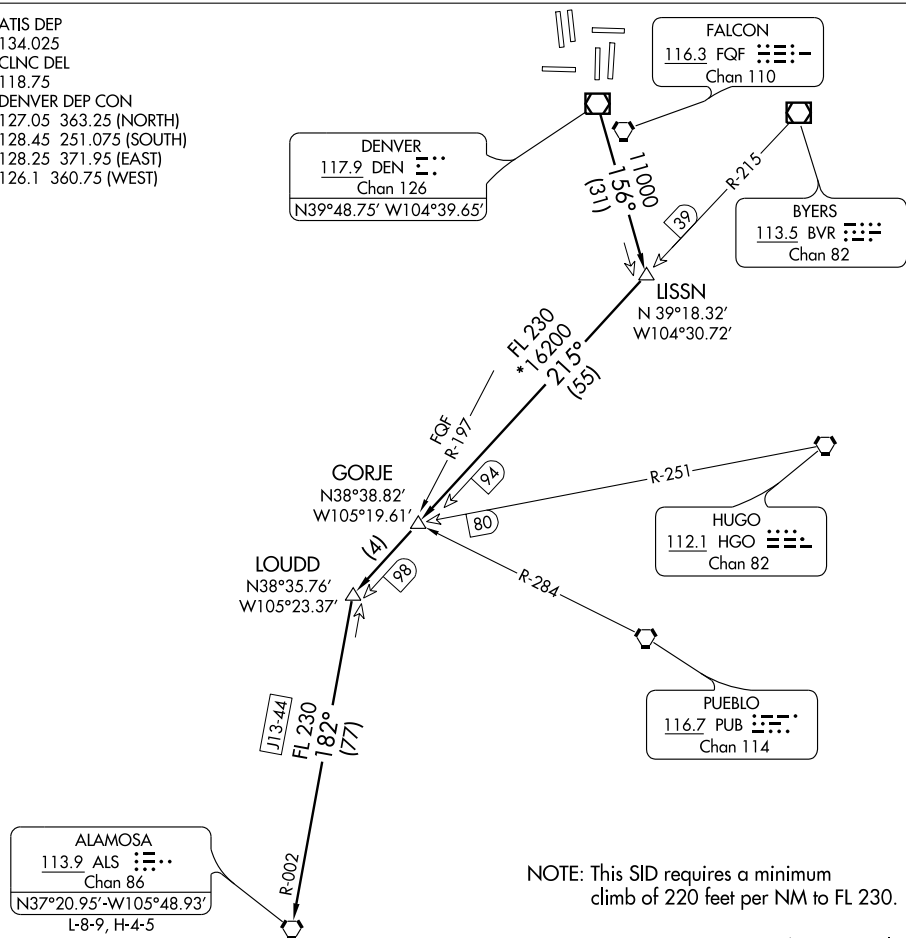 ATIS DEP
134.025
CLNC DEL
118.75
DENVER DEP CON
127.05 363.25 (NORTH)
128.45 251.075 (SOUTH)
128.25 371.95 (EAST)
126.1 360.75 (WEST)
FALCON
116.3 FQF
Chan 110
DENVER
117.9 DEN
Chan 126
N39°48.75' W104°39.65'
11000
156°
(31)
R-215
39
BYERS
113.5 BVR
Chan 82
LISSN
N 39°18.32'
W104°30.72'
FL 230
*16200
215°
(55)
FQF
R-197
GORJE
N38°38.82'
W105°19.61'
94
R-251
80
HUGO
112.1 HGO
Chan 82
(4)
LOUDD
N38°35.76'
W105°23.37'
98
R-284
PUEBLO
116.7 PUB
Chan 114
J13-44
FL 230
182°
(77)
R-002
ALAMOSA
113.9 ALS
Chan 86
N37°20.95'-W105°48.93'
L-8-9, H-4-5
NOTE: This SID requires a minimum
climb of 220 feet per NM to FL 230.